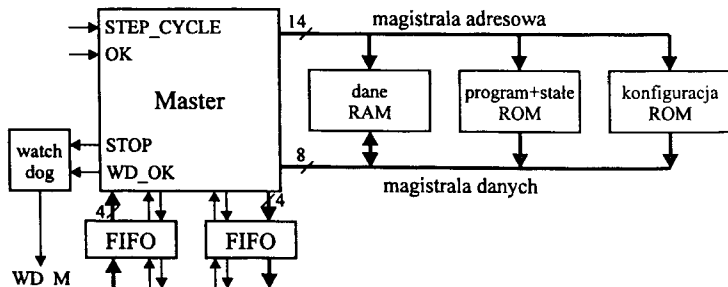 STEP_CYCLE
14
magistrala adresowa
OK
Master
dane
RAM
program+stałe
ROM
konfiguracja
ROM
watch
dog
STOP
WD_OK
8
magistrala danych
4
4
FIFO
FIFO
WD_M